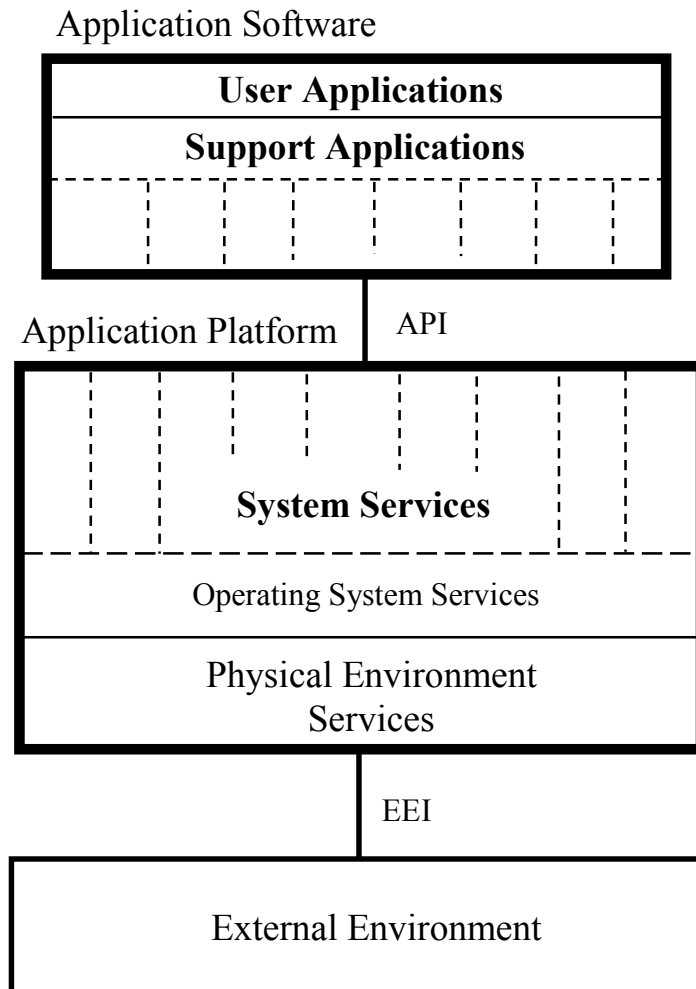 Application Software
User Applications
Support Applications
API
Application Platform
System Services
Operating System Services
Physical Environment
Services
EEI
External Environment